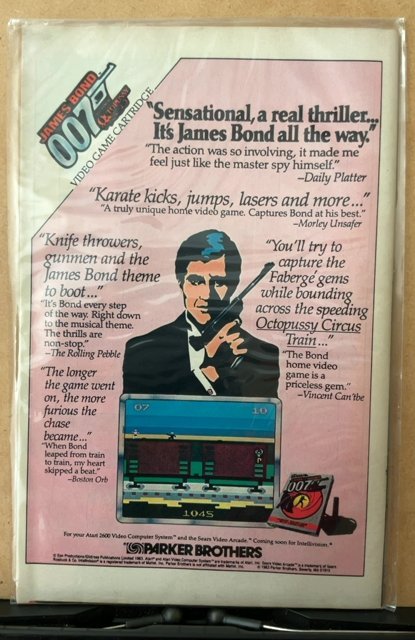 JAMES BOND
007
VIDEO GAME CARTRIDGE
"Sensational, a real thriller...
It's James Bond all the way."
"The action was so involving, it made me
feel just like the master spy himself."
–Daily Platter
"Karate kicks, jumps, lasers and more..."
"A truly unique home video game. Captures Bond at his best."
–Morley Unsafer
"Knife throwers,
gunmen and the
James Bond theme
to boot..."
"It's Bond every step
of the way. Right down
to the musical theme.
The thrills are
non-stop."
–The Rolling Pebble
"You'll try to
capture the
Fabergé gems
while bounding
across the speeding
Octopussy Circus
Train..."
"The Bond
home video
game is a
priceless gem."
–Vincent Can'tbe
"The longer
the game went
on, the more
furious the
chase
became..."
"When Bond
leaped from train
to train, my heart
skipped a beat."
–Boston Orb
07 10
1045
007
For your Atari 2600 Video Computer System™ and the Sears Video Arcade.™ Coming soon for Intellivision.®
PARKER BROTHERS